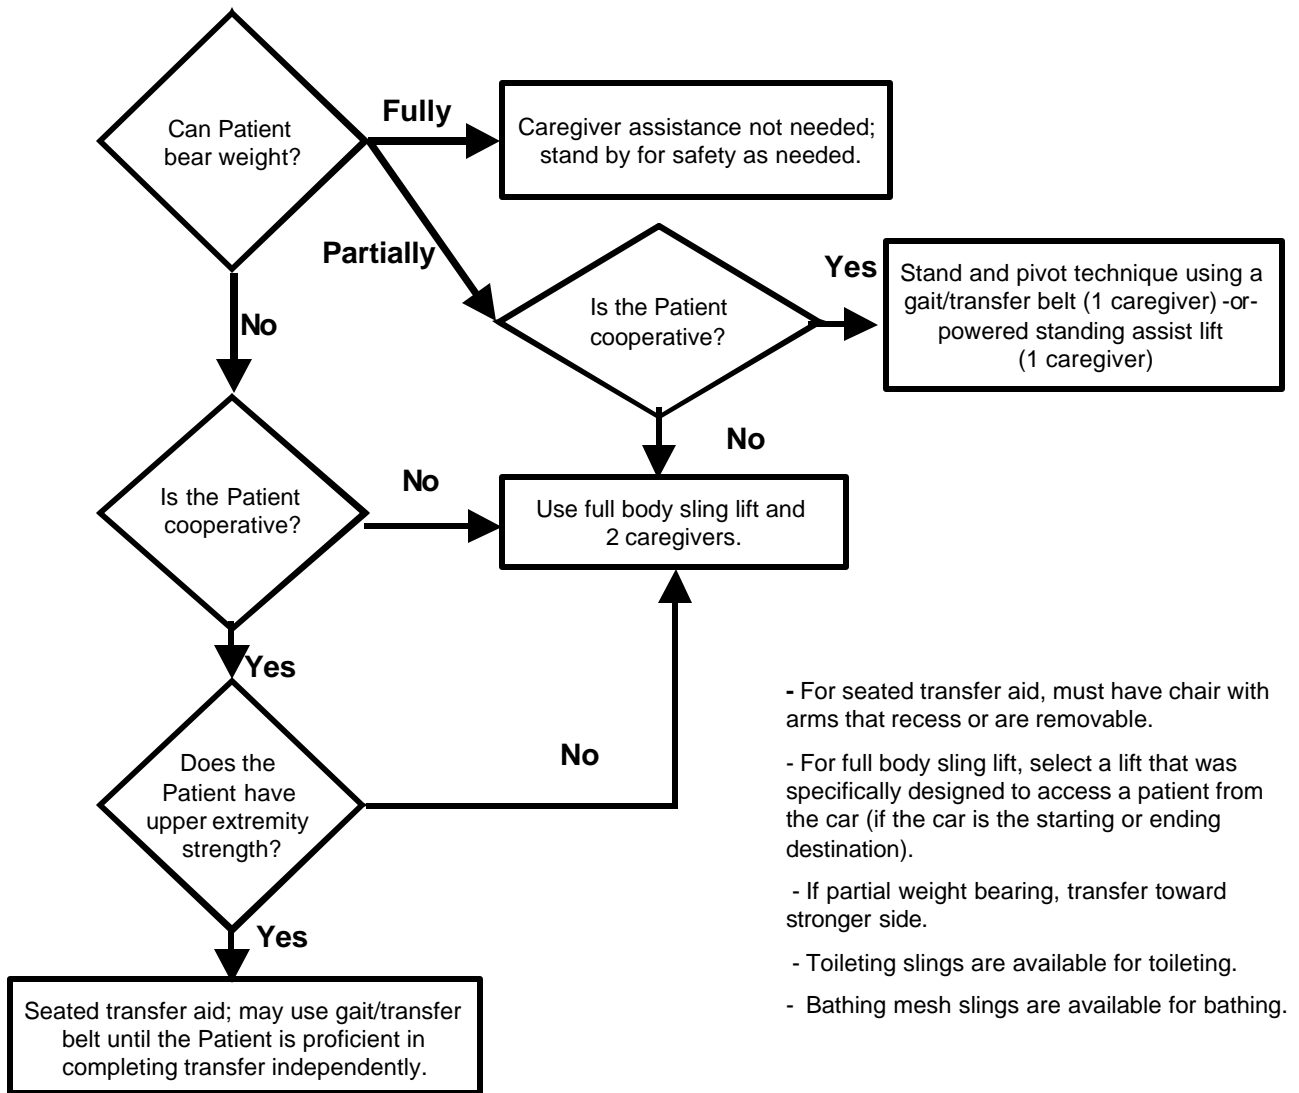 Can Patient
bear weight?
Fully
Caregiver assistance not needed;
stand by for safety as needed.
Partially
Is the Patient
cooperative?
Yes
Stand and pivot technique using a
gait/transfer belt (1 caregiver) -or-
powered standing assist lift
(1 caregiver)
No
No
Is the Patient
cooperative?
No
Use full body sling lift and
2 caregivers.
Yes
Does the
Patient have
upper extremity
strength?
No
Yes
Seated transfer aid; may use gait/transfer
belt until the Patient is proficient in
completing transfer independently.
- For seated transfer aid, must have chair with
arms that recess or are removable.
- For full body sling lift, select a lift that was
specifically designed to access a patient from
the car (if the car is the starting or ending
destination).
- If partial weight bearing, transfer toward
stronger side.
- Toileting slings are available for toileting.
- Bathing mesh slings are available for bathing.